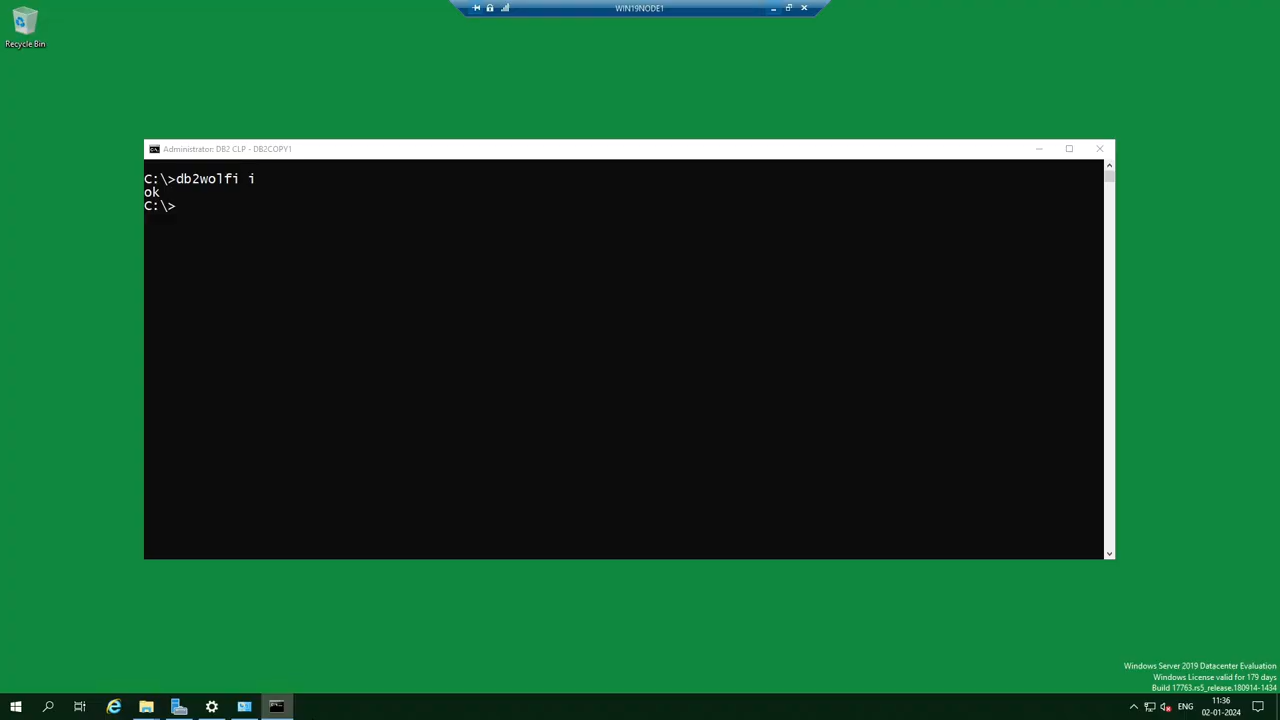 WIN19NODE1
Recycle Bin
Administrator: DB2 CLP - DB2COPY1
C:\>db2wolfi i
ok
C:\>
Windows Server 2019 Datacenter Evaluation
Windows License valid for 179 days
Build 17763.rs5_release.180914-1434
ENG
11:36
02-01-2024